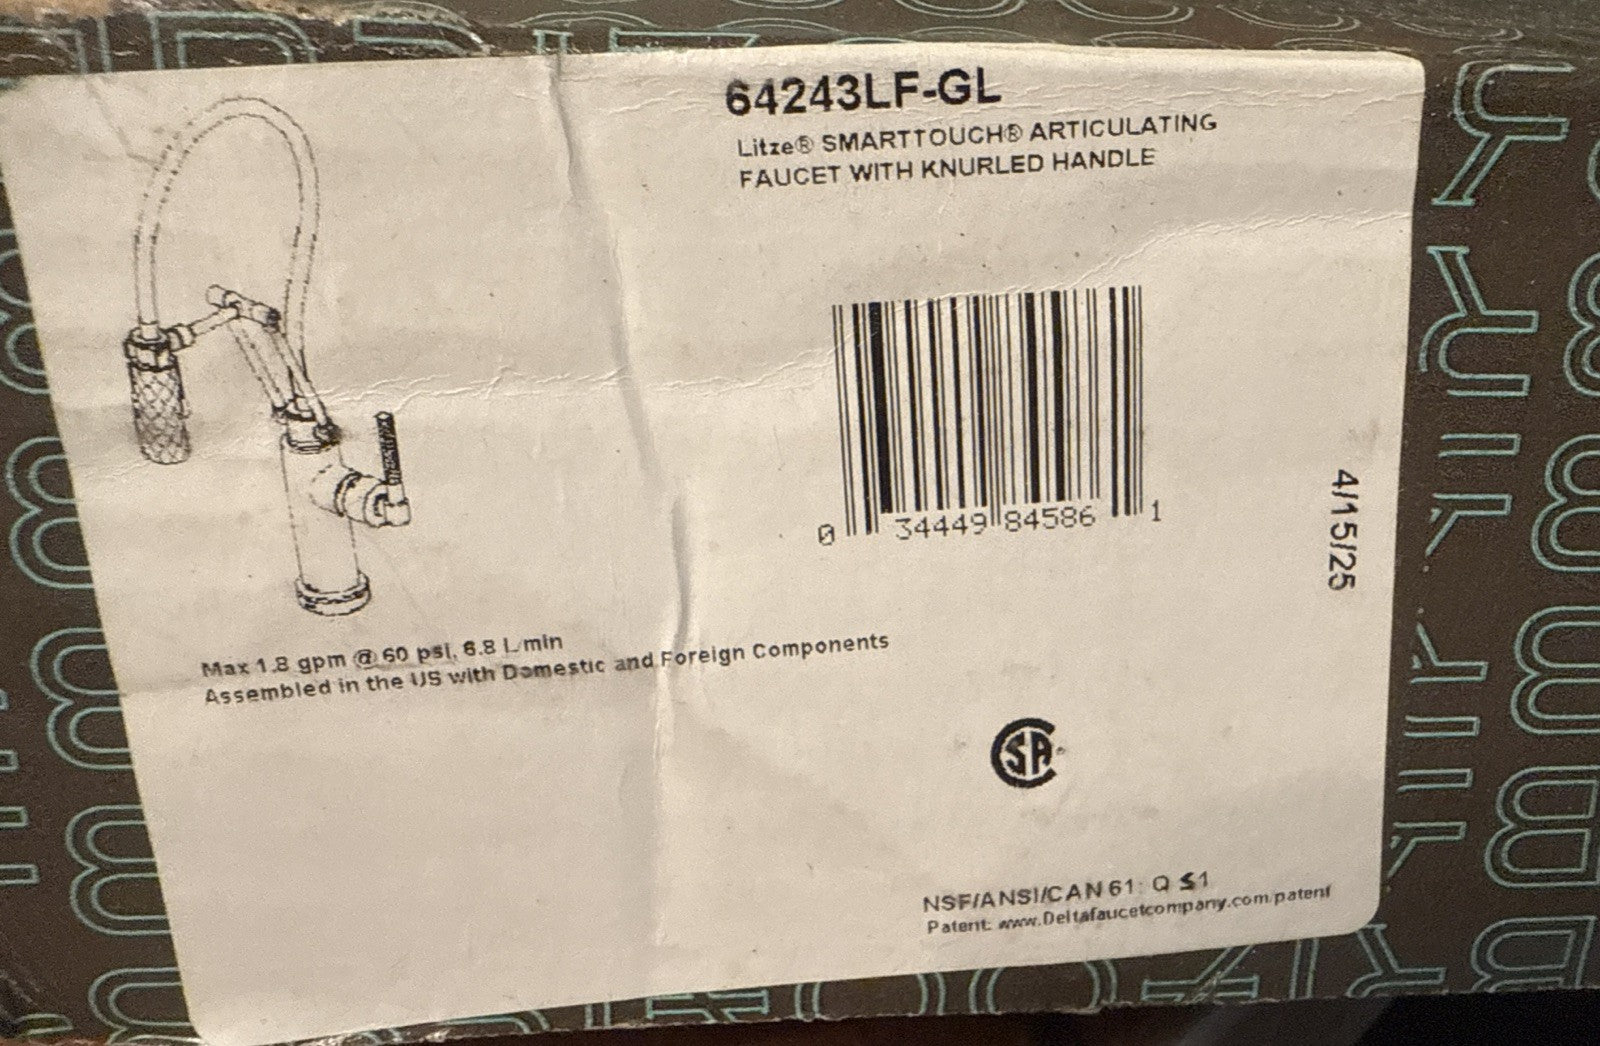 64243LF-GL
Litze® SMARTTOUCH® ARTICULATING
FAUCET WITH KNURLED HANDLE
0 34449 84586 1
4/15/25
Max 1.8 gpm @ 60 psi, 6.8 L/min
Assembled in the US with Domestic and Foreign Components
CSA
NSF/ANSI/CAN 61: Q ≤1
Patent: www.Deltafaucetcompany.com/patent